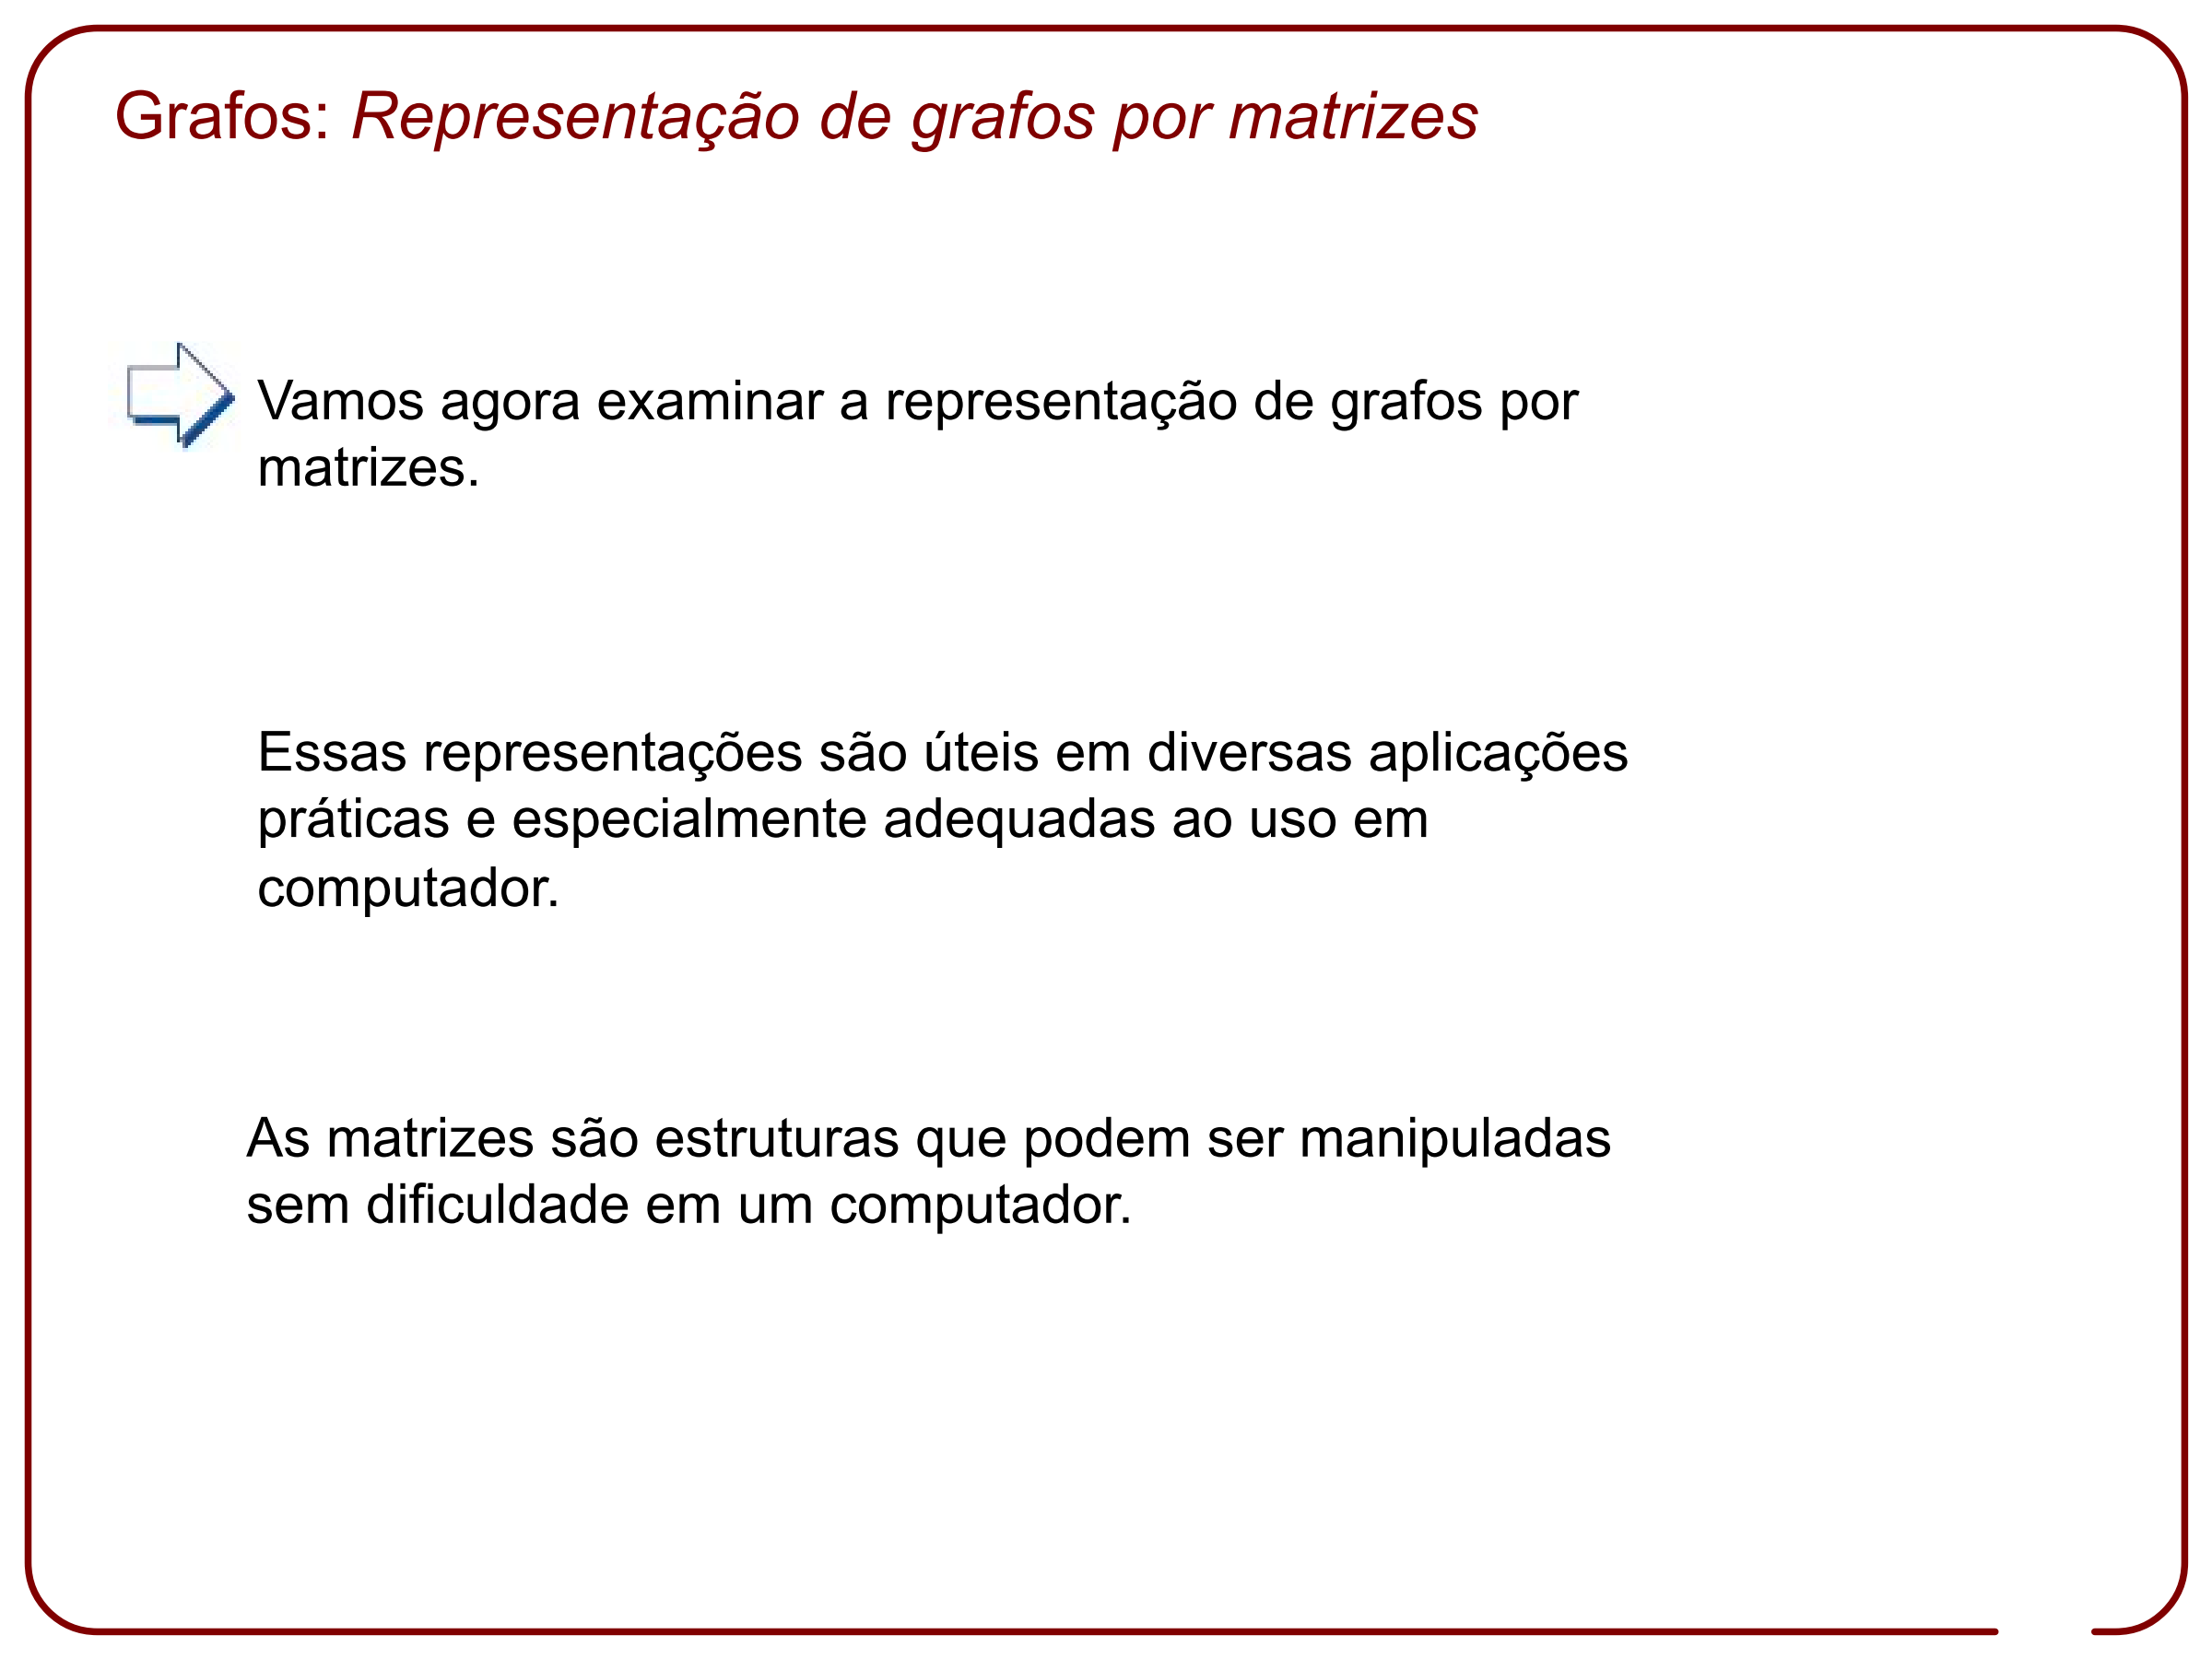 Grafos: Representação de grafos por matrizes
Vamos agora examinar a representação de grafos por
matrizes.
Essas representações são úteis em diversas aplicações
práticas e especialmente adequadas ao uso em
computador.
As matrizes são estruturas que podem ser manipuladas
sem dificuldade em um computador.